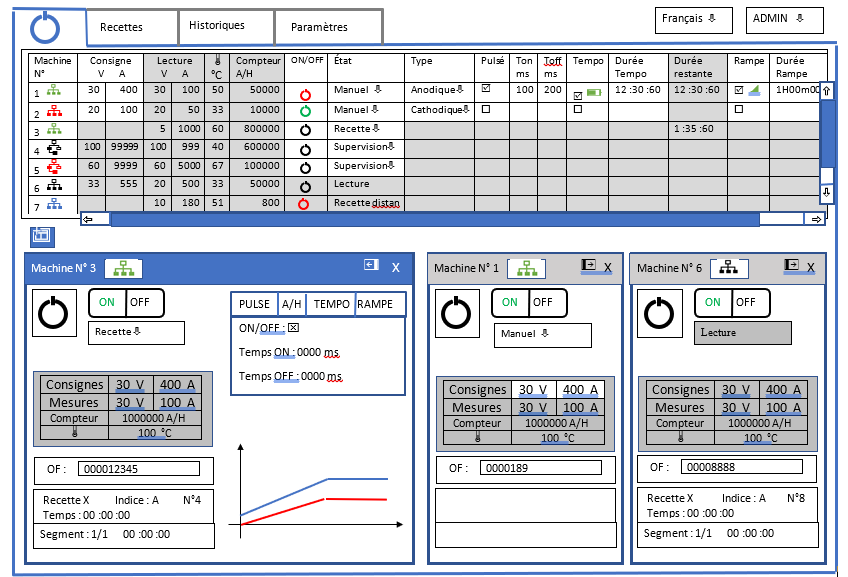 Recettes Historiques Paramètres Français ADMIN
Machine N° Consigne V A Lecture V A °C Compteur A/H ON/OFF État Type Pulsé Ton ms Toff ms Tempo Durée Tempo Durée restante Rampe Durée Rampe
1 30 400 30 100 50 50000 Manuel Anodique 100 200 12 :30 :60 12 :30 :60 1H00m00
2 20 100 20 50 33 10000 Manuel Cathodique
3 5 1000 60 800000 Recette 1 :35 :60
4 100 99999 100 999 40 600000 Supervision
5 60 9999 60 5000 67 100000 Supervision
6 33 555 20 500 33 50000 Lecture
7 10 180 51 800 Recette distan
Machine N° 3 X
ON OFF
Recette
PULSE A/H TEMPO RAMPE
ON/OFF :
Temps ON : 0000 ms
Temps OFF : 0000 ms
Consignes 30 V 400 A
Mesures 30 V 100 A
Compteur 1000000 A/H
100 °C
OF : 000012345
Recette X Indice : A N°4
Temps : 00 :00 :00
Segment : 1/1 00 :00 :00
Machine N° 1 X
ON OFF
Manuel
Consignes 30 V 400 A
Mesures 30 V 100 A
Compteur 1000000 A/H
100 °C
OF : 0000189
Machine N° 6 X
ON OFF
Lecture
Consignes 30 V 400 A
Mesures 30 V 100 A
Compteur 1000000 A/H
100 °C
OF : 00008888
Recette X Indice : A N°8
Temps : 00 :00 :00
Segment : 1/1 00 :00 :00